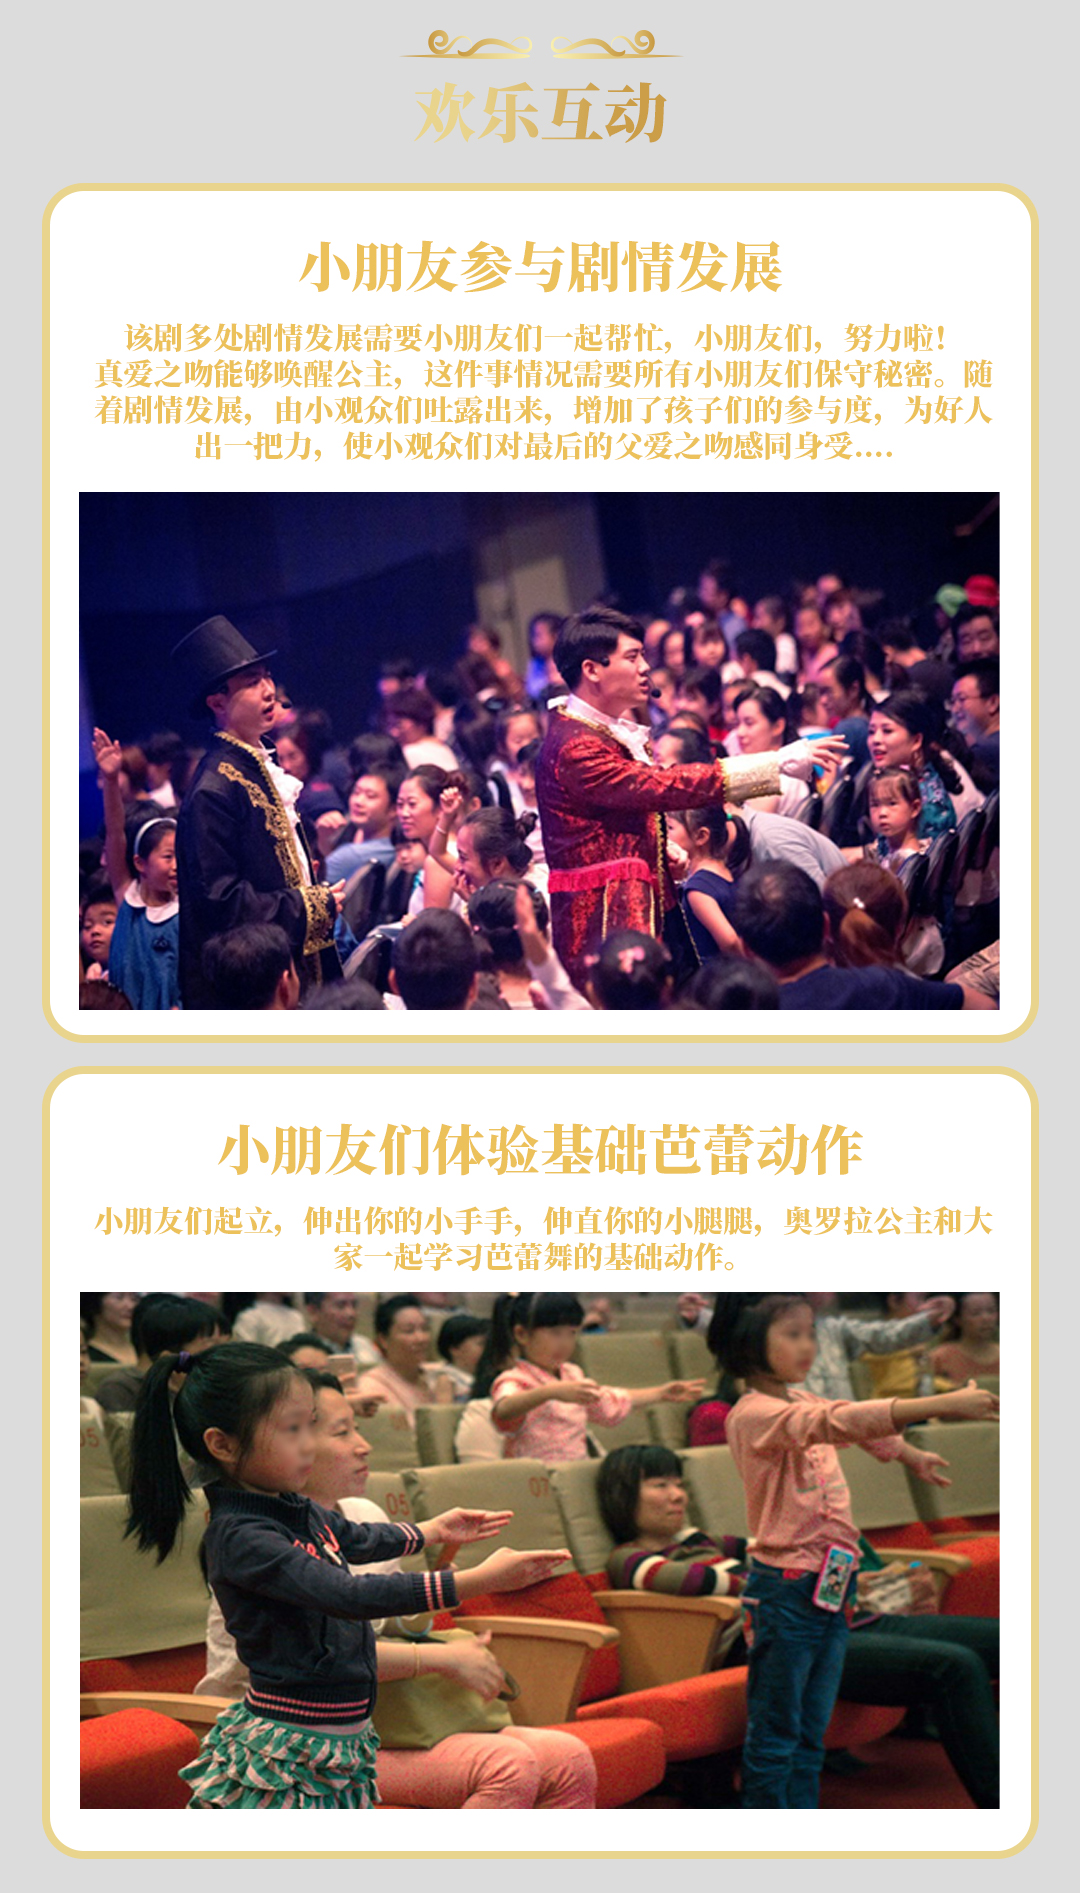 欢乐互动
小朋友参与剧情发展
该剧多处剧情发展需要小朋友们一起帮忙，小朋友们，努力啦！
真爱之吻能够唤醒公主，这件事情况需要所有小朋友们保守秘密。随
着剧情发展，由小观众们吐露出来，增加了孩子们的参与度，为好人
出一把力，使小观众们对最后的父爱之吻感同身受....
小朋友们体验基础芭蕾动作
小朋友们起立，伸出你的小手手，伸直你的小腿腿，奥罗拉公主和大
家一起学习芭蕾舞的基础动作。
05
05
07